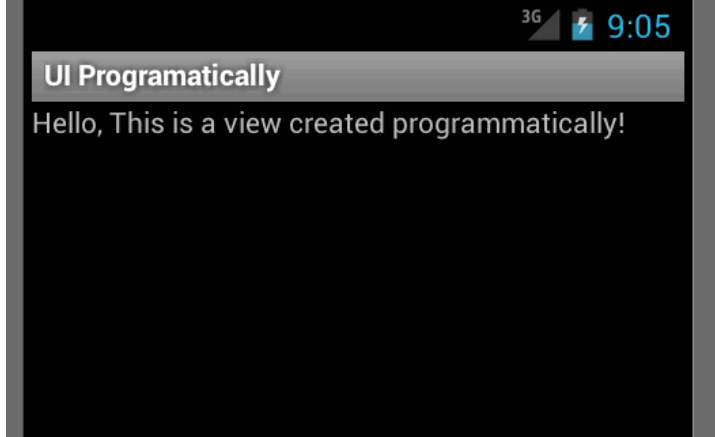 3G 9:05
UI Programatically
Hello, This is a view created programmatically!